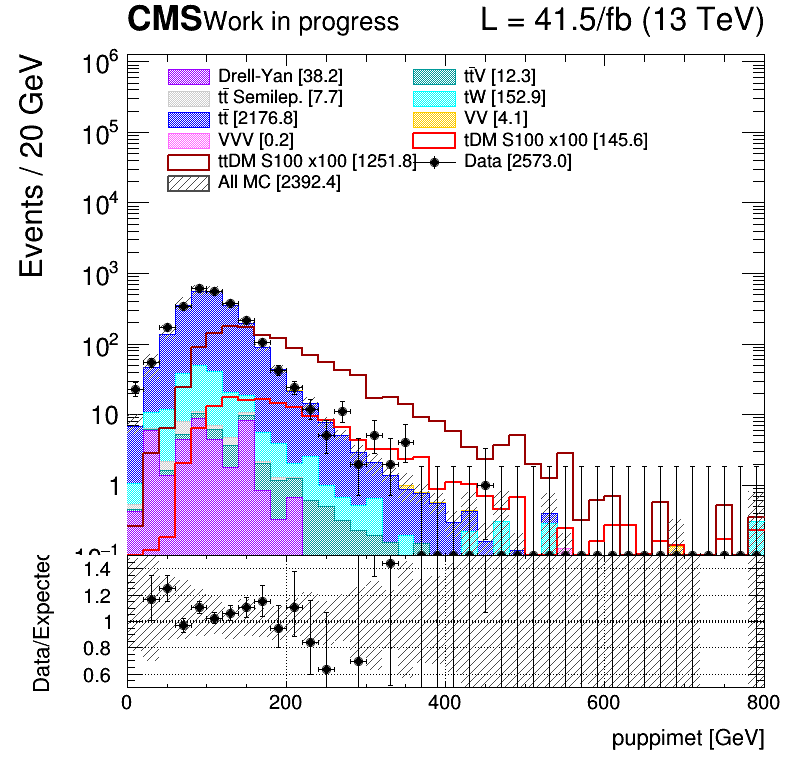 CMS Work in progress L = 41.5/fb (13 TeV)
Events / 20 GeV
10⁶
10⁵
10⁴
10³
10²
10
1
10⁻¹
Drell-Yan [38.2]
tt̄ Semilep. [7.7]
tt̄ [2176.8]
VVV [0.2]
ttDM S100 x100 [1251.8]
All MC [2392.4]
tt̄V [12.3]
tW [152.9]
VV [4.1]
tDM S100 x100 [145.6]
Data [2573.0]
Data/Expected
1.4
1.2
1
0.8
0.6
0 200 400 600 800
puppimet [GeV]